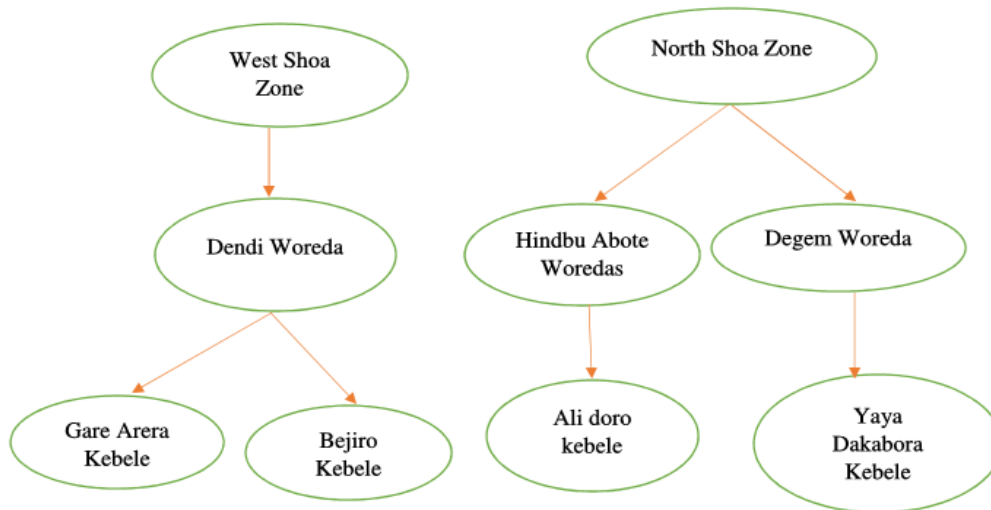 West Shoa
Zone
North Shoa Zone
Dendi Woreda
Hindbu Abote
Woredas
Degem Woreda
Gare Arera
Kebele
Bejiro
Kebele
Ali doro
kebele
Yaya
Dakabora
Kebele